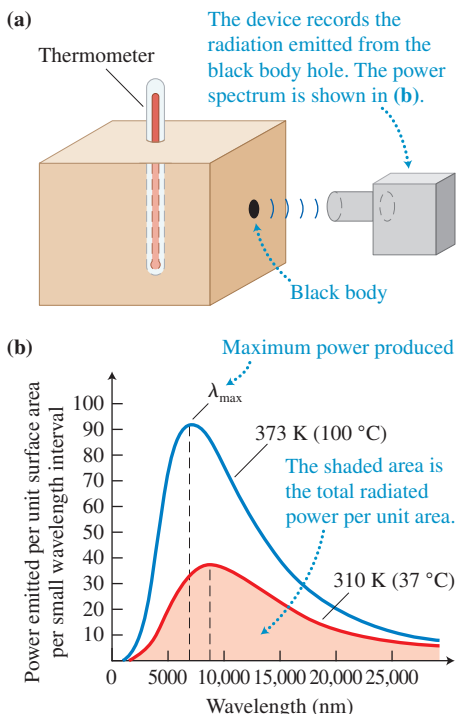 (a)
The device records the
radiation emitted from the
black body hole. The power
spectrum is shown in (b).
Thermometer
Black body
(b)
Maximum power produced
λmax
Power emitted per unit surface area
per small wavelength interval
100
90
80
70
60
50
40
30
20
10
373 K (100 °C)
The shaded area is
the total radiated
power per unit area.
310 K (37 °C)
0 5000 10,000 15,000 20,000 25,000
Wavelength (nm)